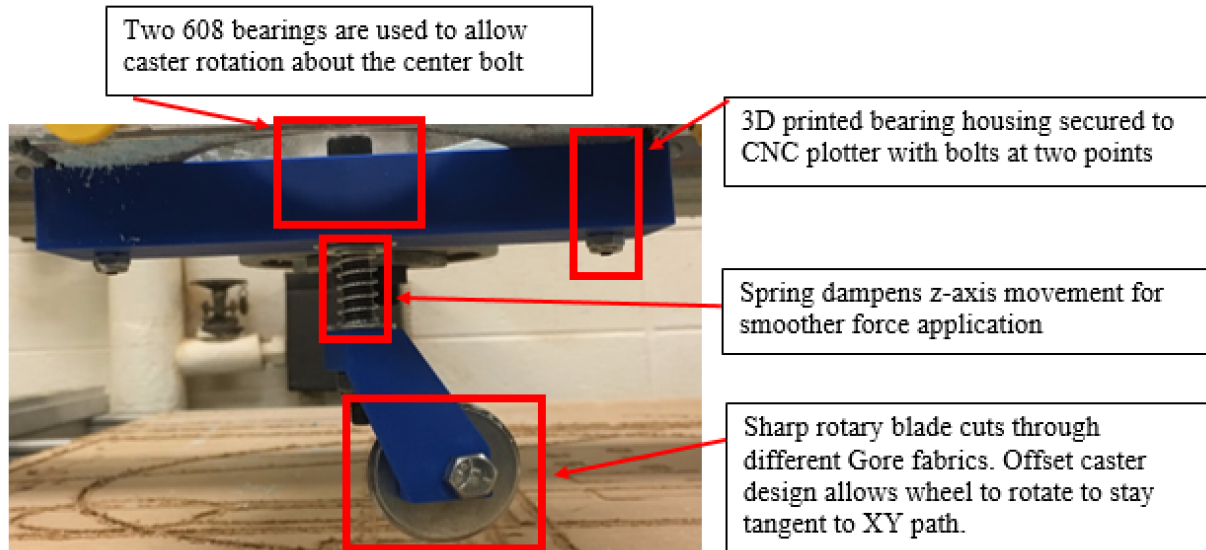 Two 608 bearings are used to allow
caster rotation about the center bolt
3D printed bearing housing secured to
CNC plotter with bolts at two points
Spring dampens z-axis movement for
smoother force application
Sharp rotary blade cuts through
different Gore fabrics. Offset caster
design allows wheel to rotate to stay
tangent to XY path.